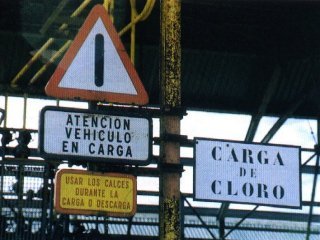 ATENCION
VEHICULO
EN CARGA
USAR LOS CALCES
DURANTE LA
CARGA O DESCARGA
CARGA
DE
CLORO